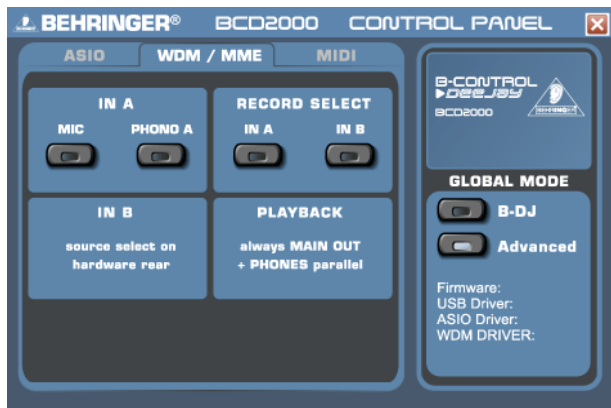 BEHRINGER® BCD2000 CONTROL PANEL
ASIO WDM / MME MIDI
IN A
MIC PHONO A
RECORD SELECT
IN A IN B
IN B
source select on
hardware rear
PLAYBACK
always MAIN OUT
+ PHONES parallel
B-CONTROL
DEEJAY
BCD2000
BEHRINGER
GLOBAL MODE
B-DJ
Advanced
Firmware:
USB Driver:
ASIO Driver:
WDM DRIVER: